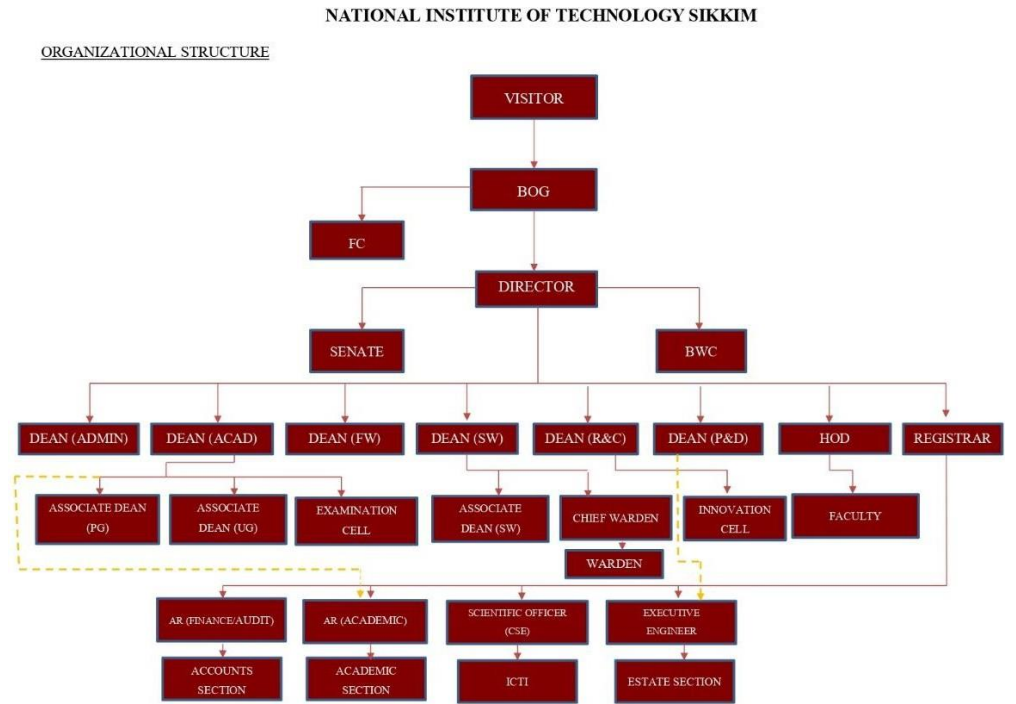 NATIONAL INSTITUTE OF TECHNOLOGY SIKKIM
ORGANIZATIONAL STRUCTURE
VISITOR
BOG
FC
DIRECTOR
SENATE
BWC
DEAN (ADMIN)
DEAN (ACAD)
DEAN (FW)
DEAN (SW)
DEAN (R&C)
DEAN (P&D)
HOD
REGISTRAR
ASSOCIATE DEAN
(PG)
ASSOCIATE
DEAN (UG)
EXAMINATION
CELL
ASSOCIATE
DEAN (SW)
CHIEF WARDEN
INNOVATION
CELL
FACULTY
WARDEN
AR (FINANCE/AUDIT)
AR (ACADEMIC)
SCIENTIFIC OFFICER
(CSE)
EXECUTIVE
ENGINEER
ACCOUNTS
SECTION
ACADEMIC
SECTION
ICTI
ESTATE SECTION